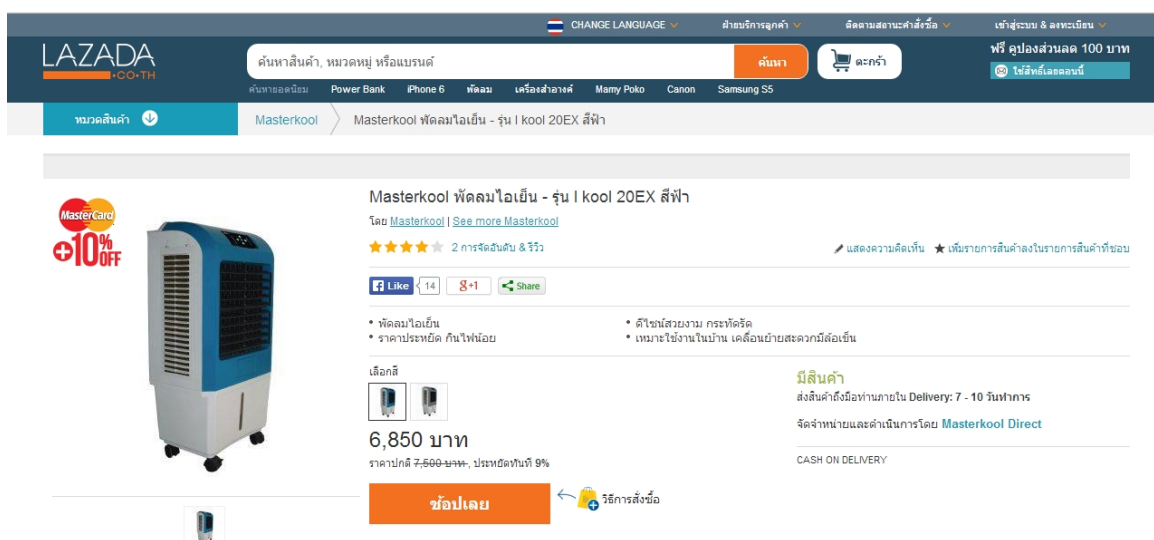 CHANGE LANGUAGE ฝ่ายบริการลูกค้า ติดตามสถานะคำสั่งซื้อ เข้าสู่ระบบ & ลงทะเบียน
LAZADA
•CO•TH
ค้นหาสินค้า, หมวดหมู่ หรือแบรนด์ ค้นหา ตะกร้า
ฟรี คูปองส่วนลด 100 บาท
ใช้สิทธิ์เลยตอนนี้
ค้นหายอดนิยม Power Bank iPhone 6 พัดลม เครื่องสำอางค์ Mamy Poko Canon Samsung S5
หมวดสินค้า Masterkool Masterkool พัดลมไอเย็น - รุ่น I kool 20EX สีฟ้า
MasterCard
+10% OFF
Masterkool พัดลมไอเย็น - รุ่น I kool 20EX สีฟ้า
โดย Masterkool | See more Masterkool
2 การจัดอันดับ & รีวิว แสดงความคิดเห็น เพิ่มรายการสินค้าลงในรายการสินค้าที่ชอบ
Like 14 g+1 Share
• พัดลมไอเย็น • ดีไซน์สวยงาม กระทัดรัด
• ราคาประหยัด กินไฟน้อย • เหมาะใช้งานในบ้าน เคลื่อนย้ายสะดวกมีล้อเข็น
เลือกสี
มีสินค้า
ส่งสินค้าถึงมือท่านภายใน Delivery: 7 - 10 วันทำการ
จัดจำหน่ายและดำเนินการโดย Masterkool Direct
6,850 บาท
ราคาปกติ 7,500 บาท , ประหยัดทันที 9%
CASH ON DELIVERY
ช้อปเลย วิธีการสั่งซื้อ